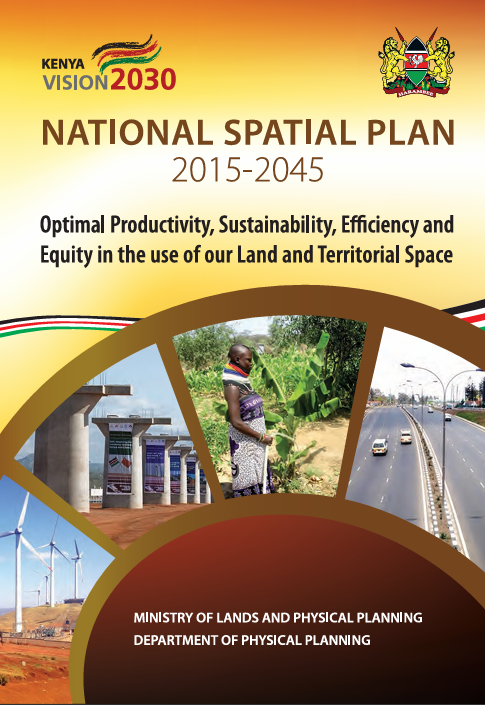 KENYA
VISION2030
HARAMBEE
NATIONAL SPATIAL PLAN
2015-2045
Optimal Productivity, Sustainability, Efficiency and
Equity in the use of our Land and Territorial Space
MINISTRY OF LANDS AND PHYSICAL PLANNING
DEPARTMENT OF PHYSICAL PLANNING